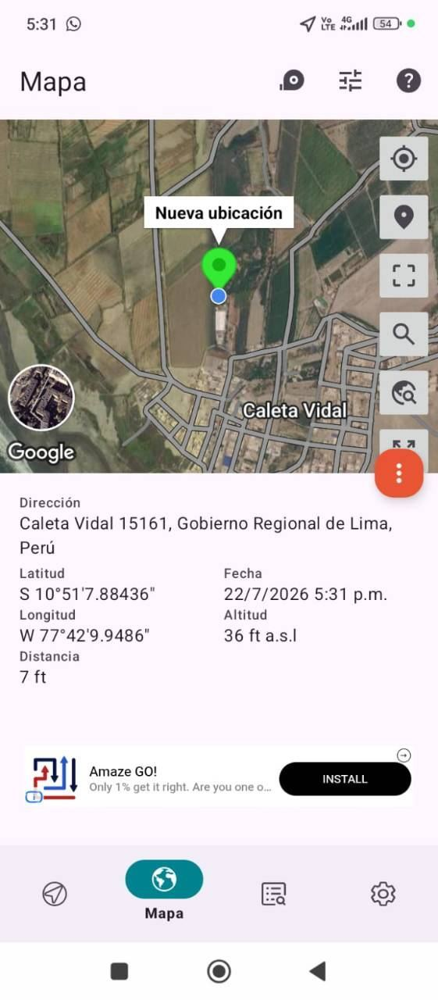 5:31
Vo LTE 4G 54
Mapa
Nueva ubicación
Caleta Vidal
Google
Dirección
Caleta Vidal 15161, Gobierno Regional de Lima,
Perú
Latitud
S 10°51'7.88436"
Fecha
22/7/2026 5:31 p.m.
Longitud
W 77°42'9.9486"
Altitud
36 ft a.s.l
Distancia
7 ft
Amaze GO!
Only 1% get it right. Are you one o...
INSTALL
Mapa